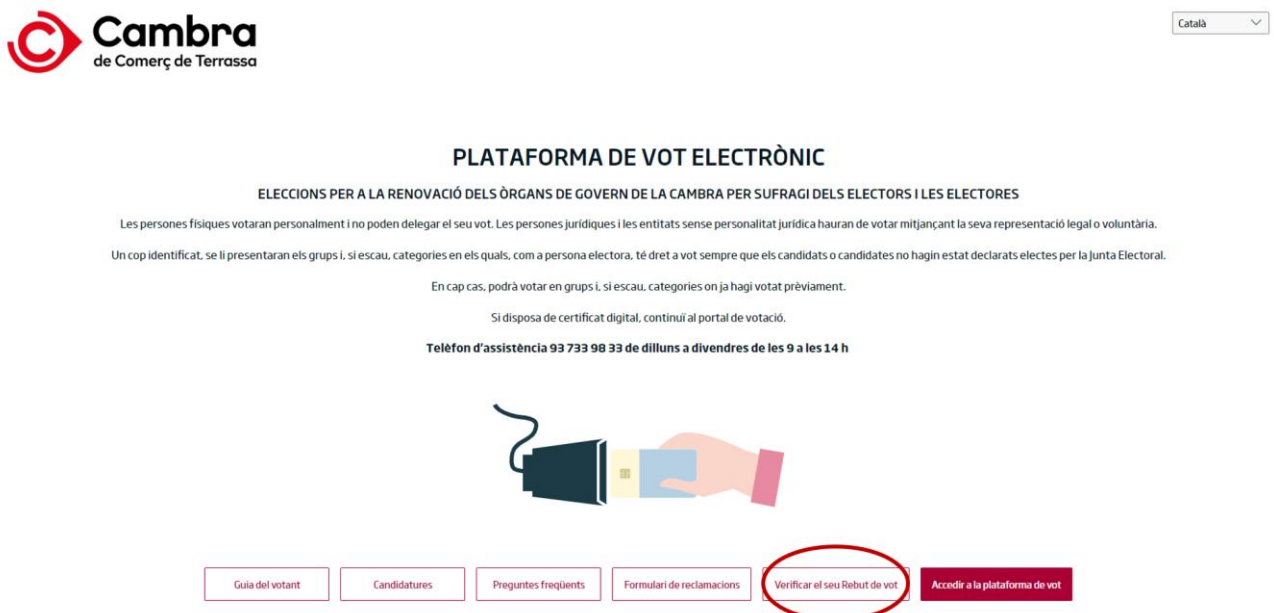 Cambra
de Comerç de Terrassa
Català
PLATAFORMA DE VOT ELECTRÒNIC
ELECCIONS PER A LA RENOVACIÓ DELS ÒRGANS DE GOVERN DE LA CAMBRA PER SUFRAGI DELS ELECTORS I LES ELECTORES
Les persones físiques votaran personalment i no poden delegar el seu vot. Les persones jurídiques i les entitats sense personalitat jurídica hauran de votar mitjançant la seva representació legal o voluntària.
Un cop identificat, se li presentaran els grups i, si escau, categories en els quals, com a persona electora, té dret a vot sempre que els candidats o candidates no hagin estat declarats electes per la Junta Electoral.
En cap cas, podrà votar en grups i, si escau, categories on ja hagi votat prèviament.
Si disposa de certificat digital, continuï al portal de votació.
Telèfon d'assistència 93 733 98 33 de dilluns a divendres de les 9 a les 14 h
Guia del votant
Candidatures
Preguntes freqüents
Formulari de reclamacions
Verificar el seu Rebut de vot
Accedir a la plataforma de vot